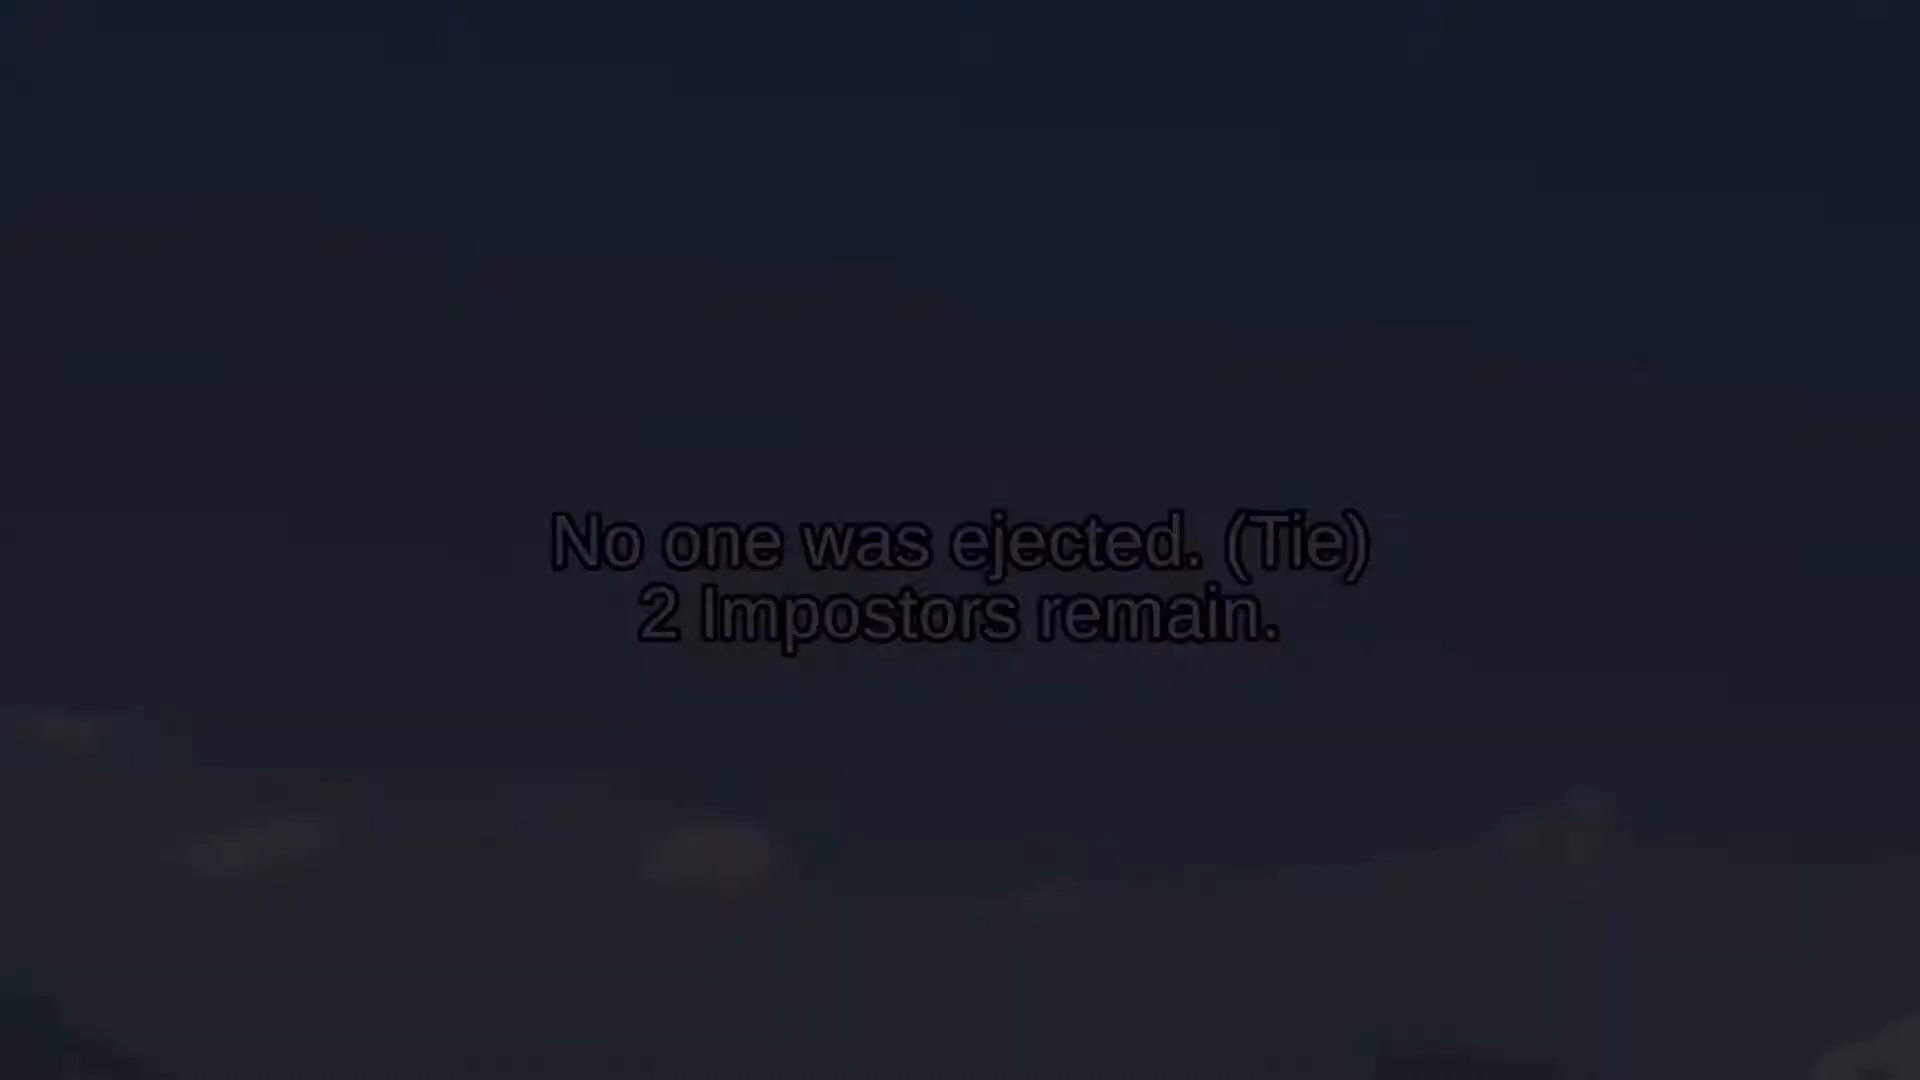 No one was ejected. (Tie)
2 Impostors remain.